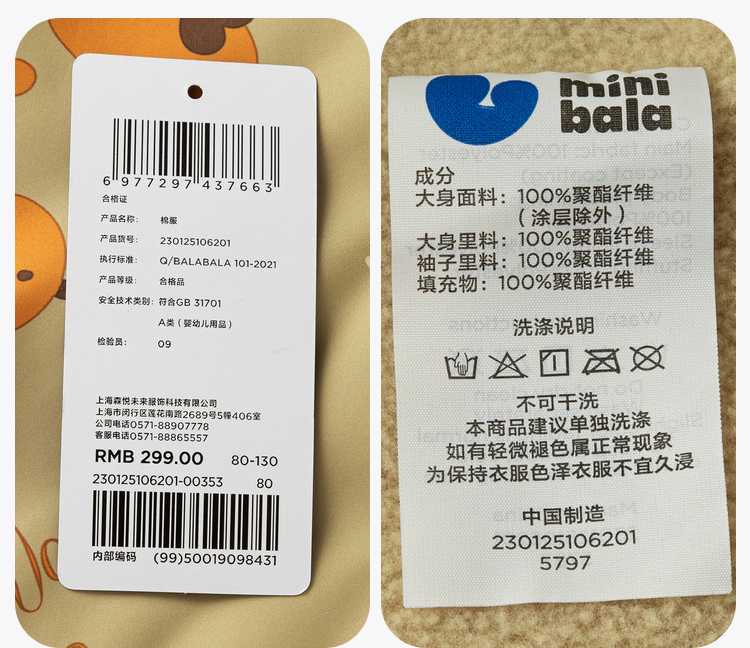 6 977297 437663
合格证
产品名称: 棉服
产品货号: 230125106201
执行标准: Q/BALABALA 101-2021
产品等级: 合格品
安全技术类别: 符合GB 31701
A类（婴幼儿用品）
检验员: 09
上海森悦未来服饰科技有限公司
上海市闵行区莲花南路2689号5幢406室
公司电话0571-88907778
客服电话0571-88865557
RMB 299.00 80-130
230125106201-00353 80
内部编码 (99)50019098431
mini
bala
成分
大身面料：100%聚酯纤维
（涂层除外）
大身里料：100%聚酯纤维
袖子里料：100%聚酯纤维
填充物：100%聚酯纤维
洗涤说明
不可干洗
本商品建议单独洗涤
如有轻微褪色属正常现象
为保持衣服色泽衣服不宜久浸
中国制造
230125106201
5797